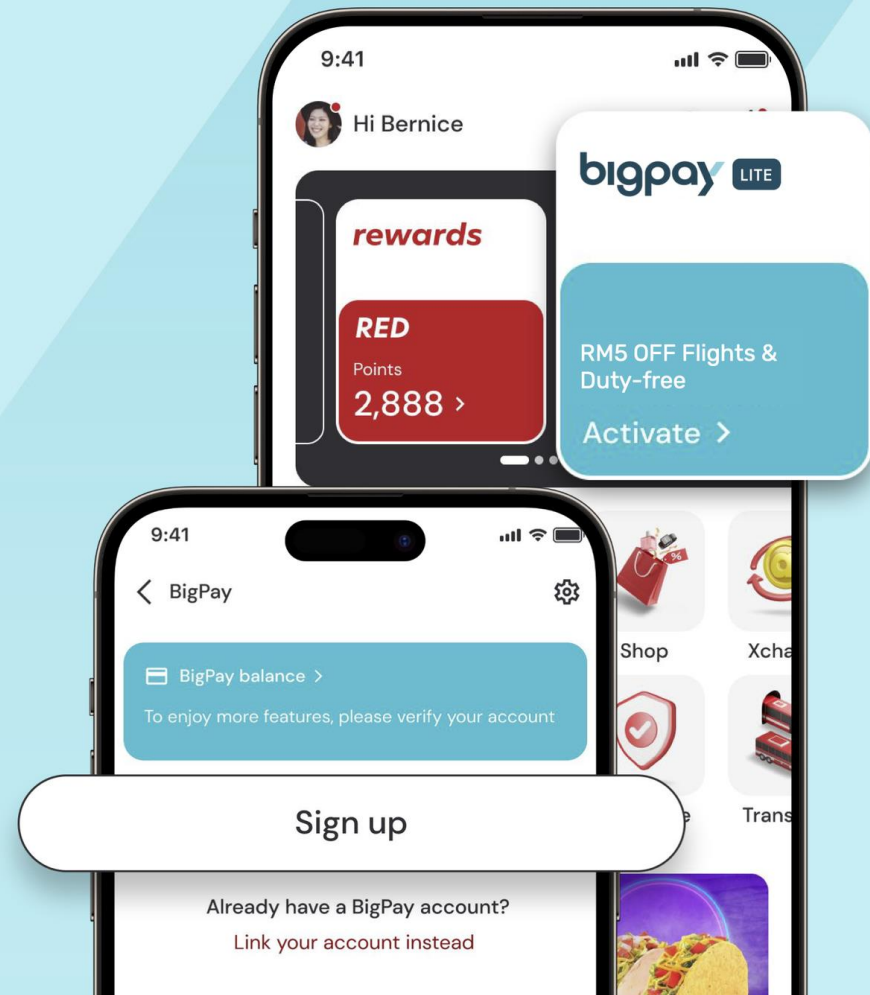 9:41
Hi Bernice
rewards
RED
Points
2,888 >
bigpay LITE
RM5 OFF Flights &
Duty-free
Activate >
9:41
< BigPay
BigPay balance >
To enjoy more features, please verify your account
Sign up
Already have a BigPay account?
Link your account instead
%
Shop
Xcha
e
Trans